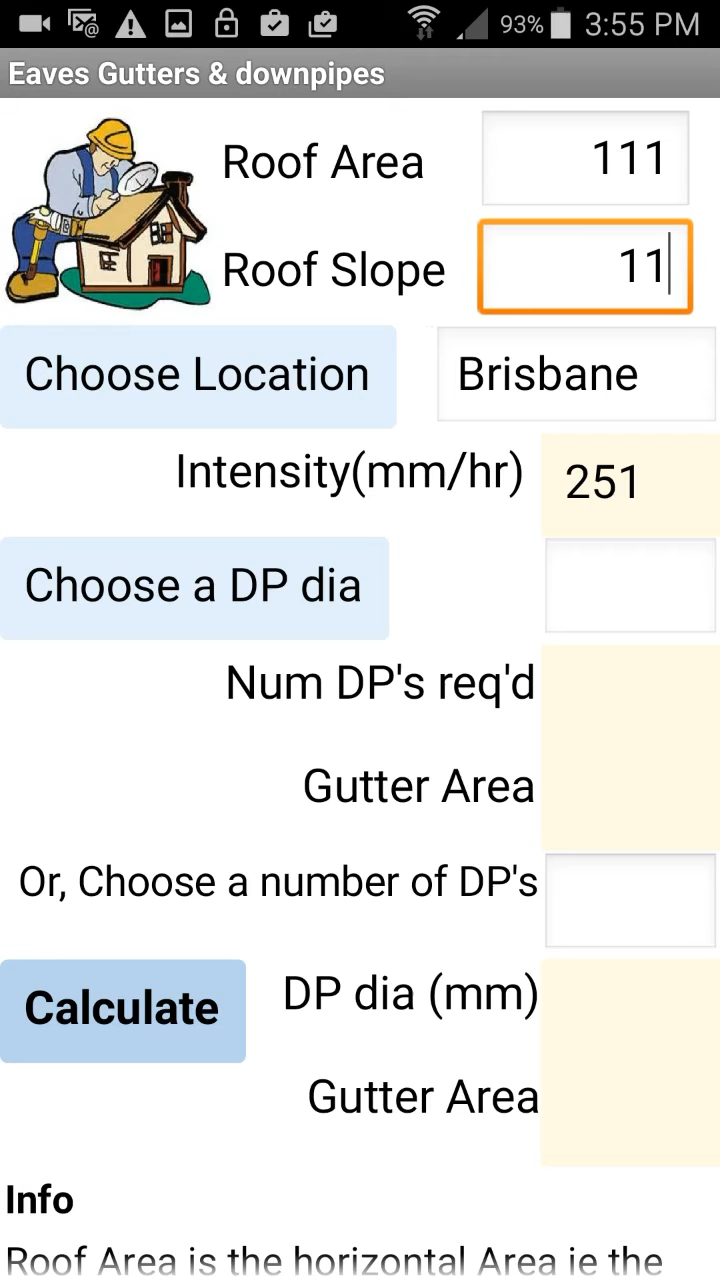 93% 3:55 PM
Eaves Gutters & downpipes
Roof Area 111
Roof Slope 11
Choose Location Brisbane
Intensity(mm/hr) 251
Choose a DP dia
Num DP's req'd
Gutter Area
Or, Choose a number of DP's
Calculate DP dia (mm)
Gutter Area
Info
Roof Area is the horizontal Area ie the